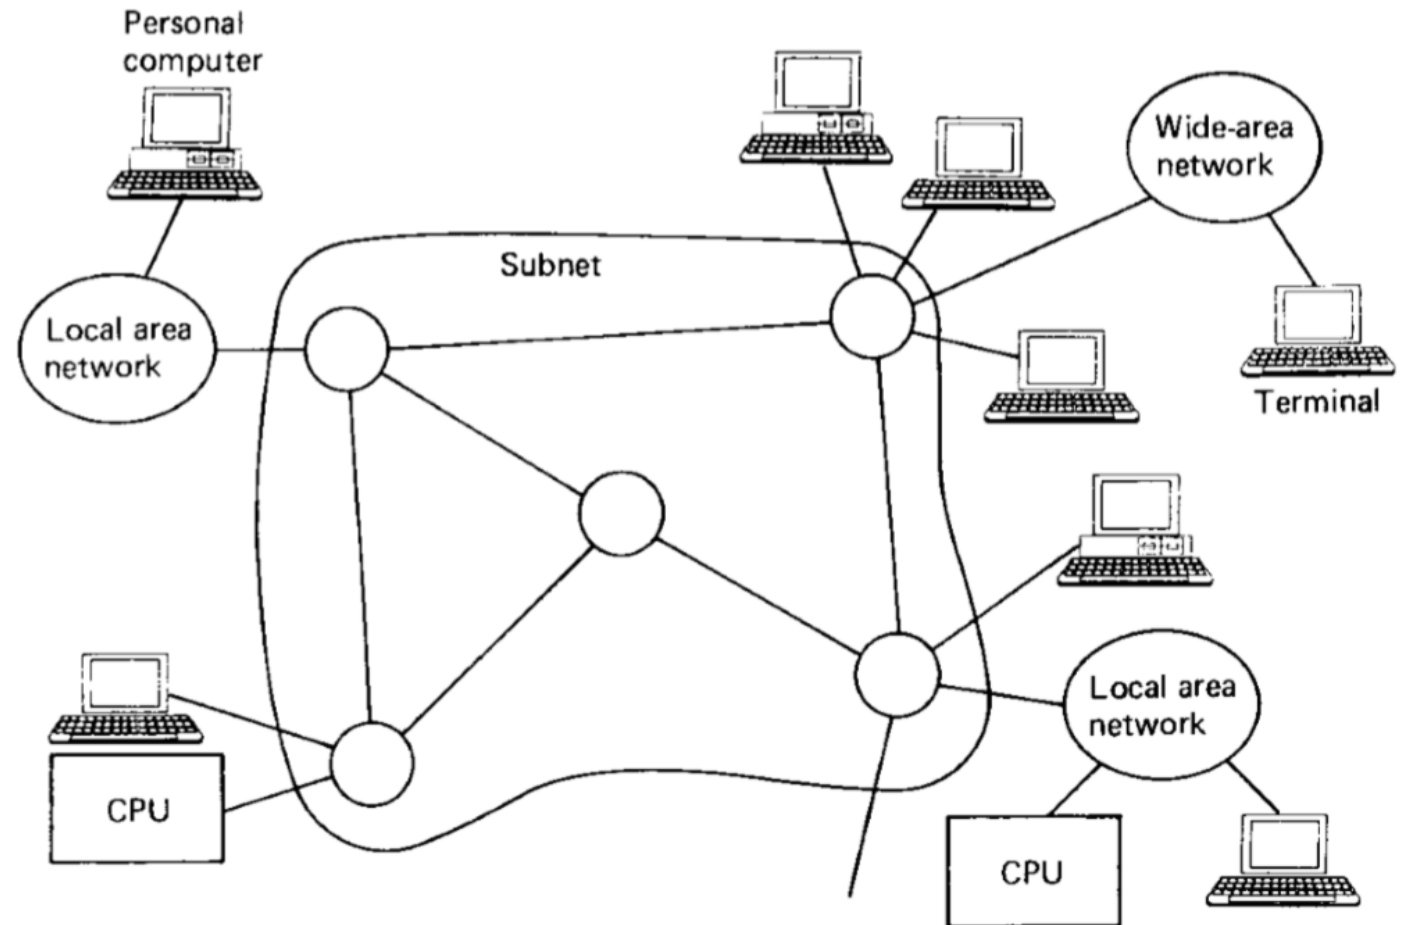 Personal
computer
Wide-area
network
Subnet
Local area
network
Terminal
Local area
network
CPU
CPU